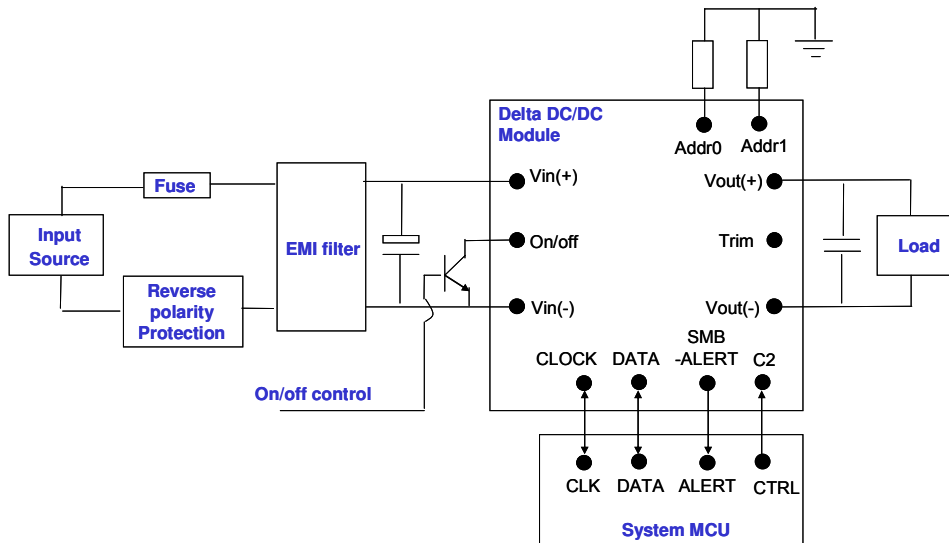 Delta DC/DC
Module
Addr0
Addr1
Fuse
Vin(+)
Vout(+)
Input
Source
EMI filter
On/off
Trim
Load
Reverse
polarity
Protection
Vin(-)
Vout(-)
CLOCK
DATA
SMB
-ALERT
C2
On/off control
CLK
DATA
ALERT
CTRL
System MCU